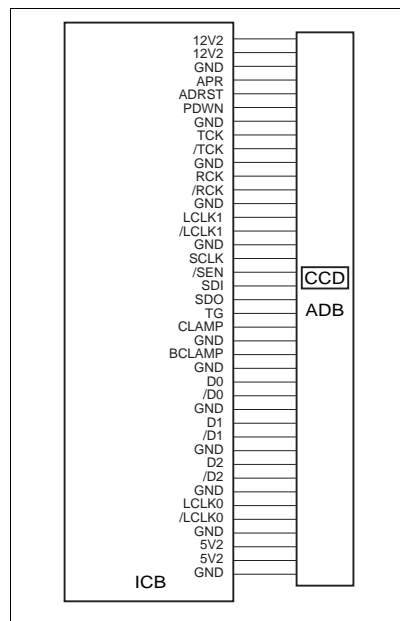 12V2
12V2
GND
APR
ADRST
PDWN
GND
TCK
/TCK
GND
RCK
/RCK
GND
LCLK1
/LCLK1
GND
SCLK
/SEN
SDI
SDO
TG
CLAMP
GND
BCLAMP
GND
D0
/D0
GND
D1
/D1
GND
D2
/D2
GND
LCLK0
/LCLK0
GND
5V2
5V2
GND
ICB
CCD
ADB